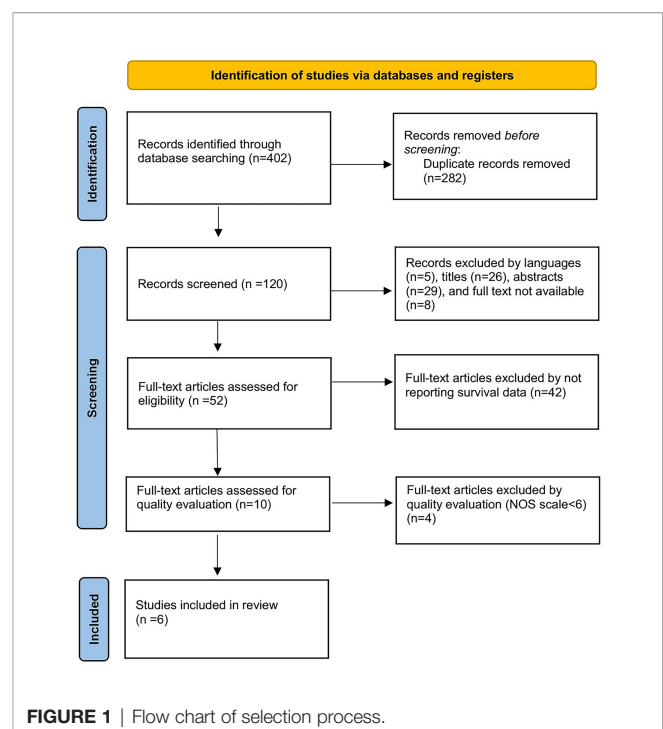 Identification of studies via databases and registers
Identification
Records identified through
database searching (n=402)
Records removed before
screening:
Duplicate records removed
(n=282)
Screening
Records screened (n =120)
Records excluded by languages
(n=5), titles (n=26), abstracts
(n=29), and full text not available
(n=8)
Full-text articles assessed for
eligibility (n =52)
Full-text articles excluded by not
reporting survival data (n=42)
Full-text articles assessed for
quality evaluation (n=10)
Full-text articles excluded by
quality evaluation (NOS scale<6)
(n=4)
Included
Studies included in review
(n =6)
FIGURE 1 | Flow chart of selection process.